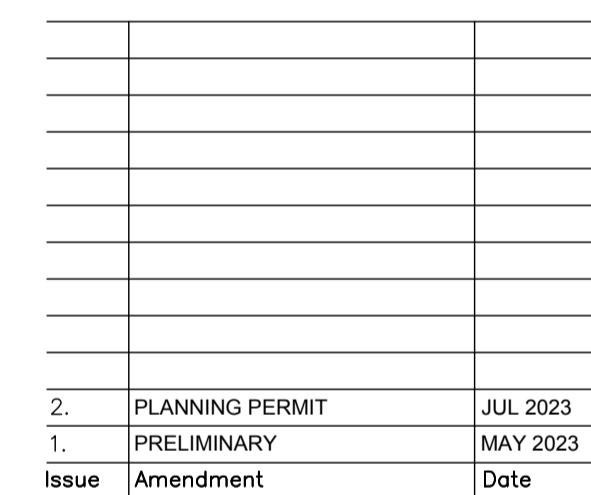 2. PLANNING PERMIT JUL 2023
1. PRELIMINARY MAY 2023
Issue Amendment Date